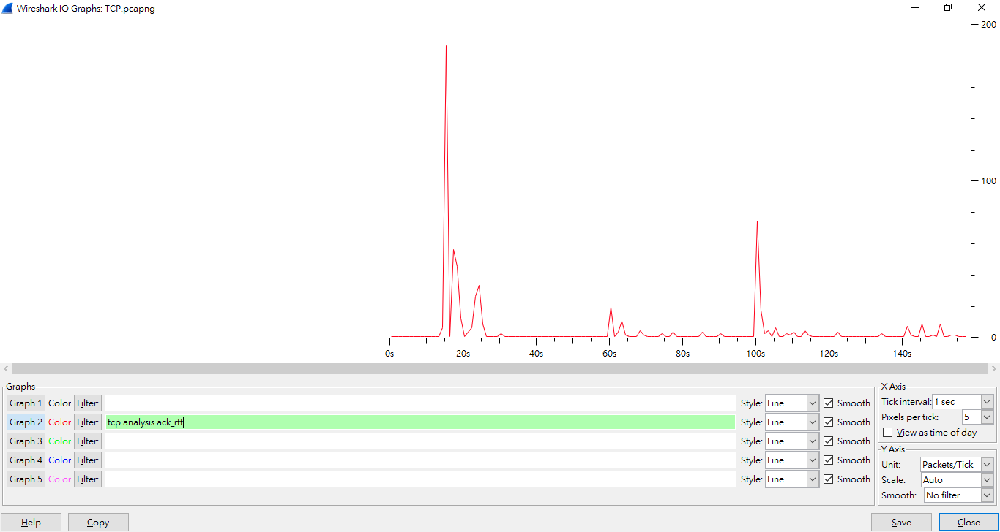 Wireshark IO Graphs: TCP.pcapng
200
100
0
0s 20s 40s 60s 80s 100s 120s 140s
Graphs
Graph 1 Color Filter: Style: Line Smooth
Graph 2 Color Filter: tcp.analysis.ack_rtt Style: Line Smooth
Graph 3 Color Filter: Style: Line Smooth
Graph 4 Color Filter: Style: Line Smooth
Graph 5 Color Filter: Style: Line Smooth
X Axis
Tick interval: 1 sec
Pixels per tick: 5
View as time of day
Y Axis
Unit: Packets/Tick
Scale: Auto
Smooth: No filter
Help Copy Save Close